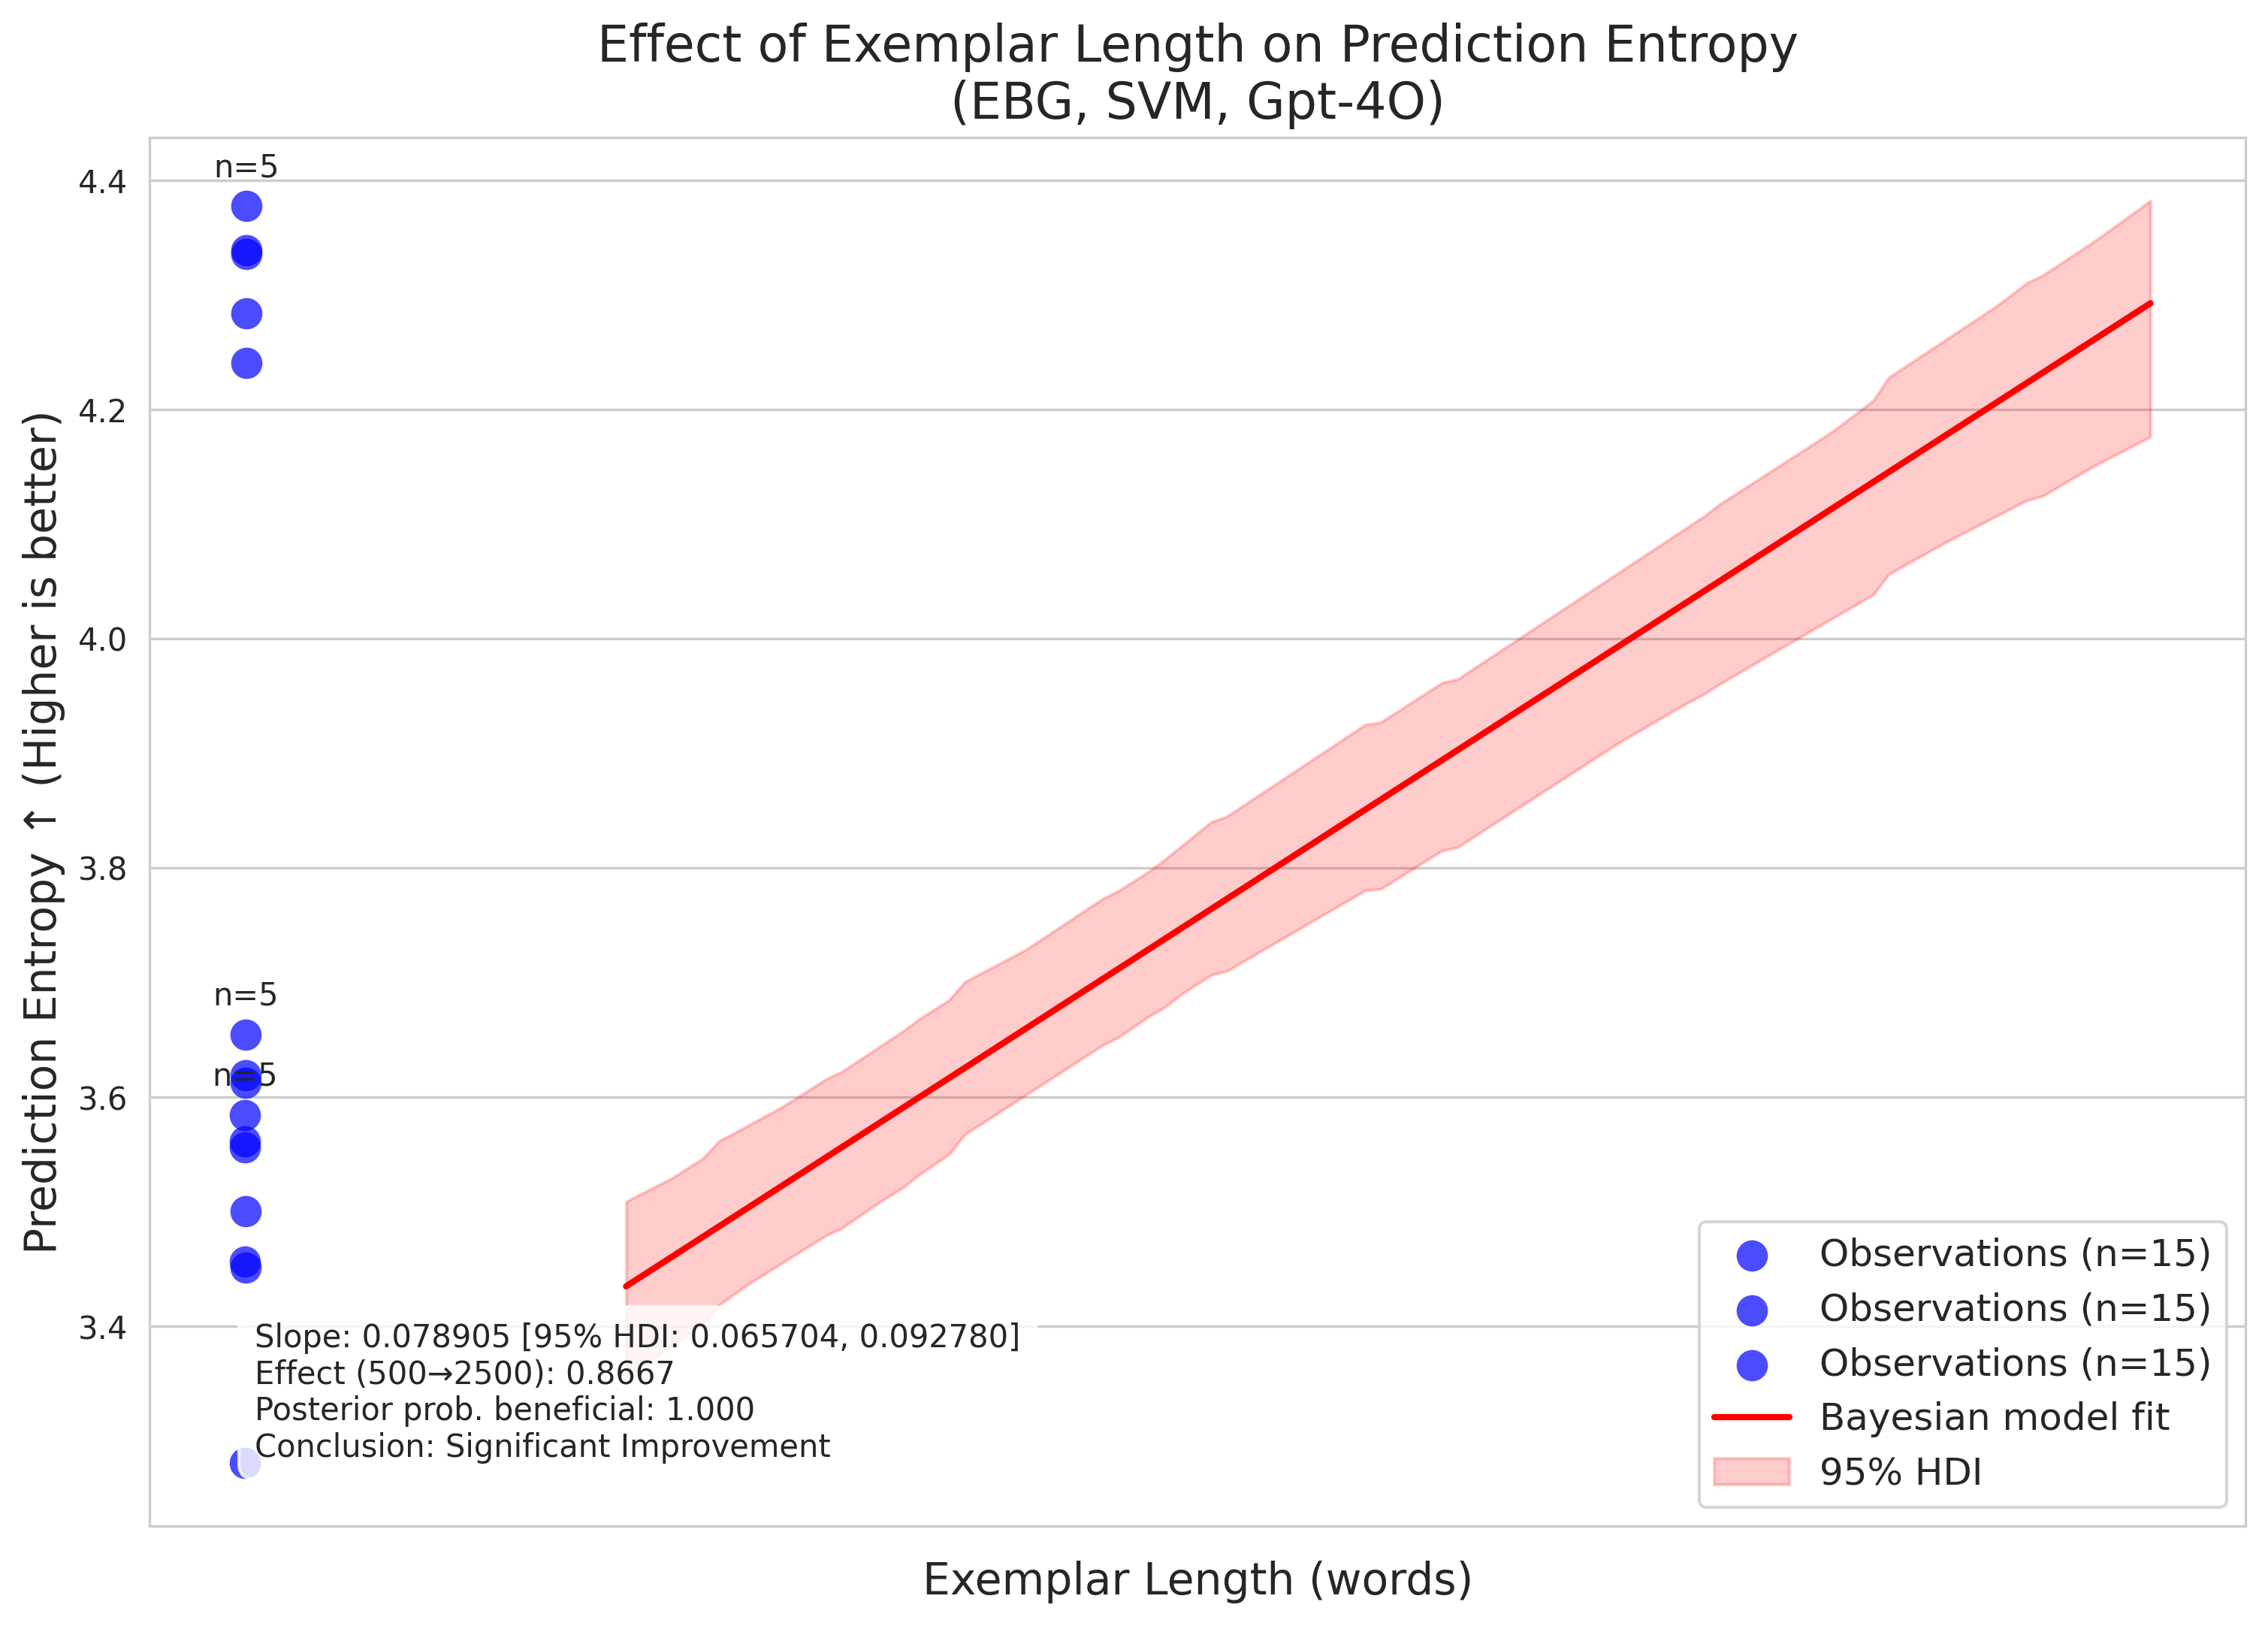 Effect of Exemplar Length on Prediction Entropy
(EBG, SVM, Gpt-4O)
Prediction Entropy ↑ (Higher is better)
4.4
4.2
4.0
3.8
3.6
3.4
n=5
n=5
n=5
Slope: 0.078905 [95% HDI: 0.065704, 0.092780]
Effect (500→2500): 0.8667
Posterior prob. beneficial: 1.000
Conclusion: Significant Improvement
Observations (n=15)
Observations (n=15)
Observations (n=15)
Bayesian model fit
95% HDI
Exemplar Length (words)